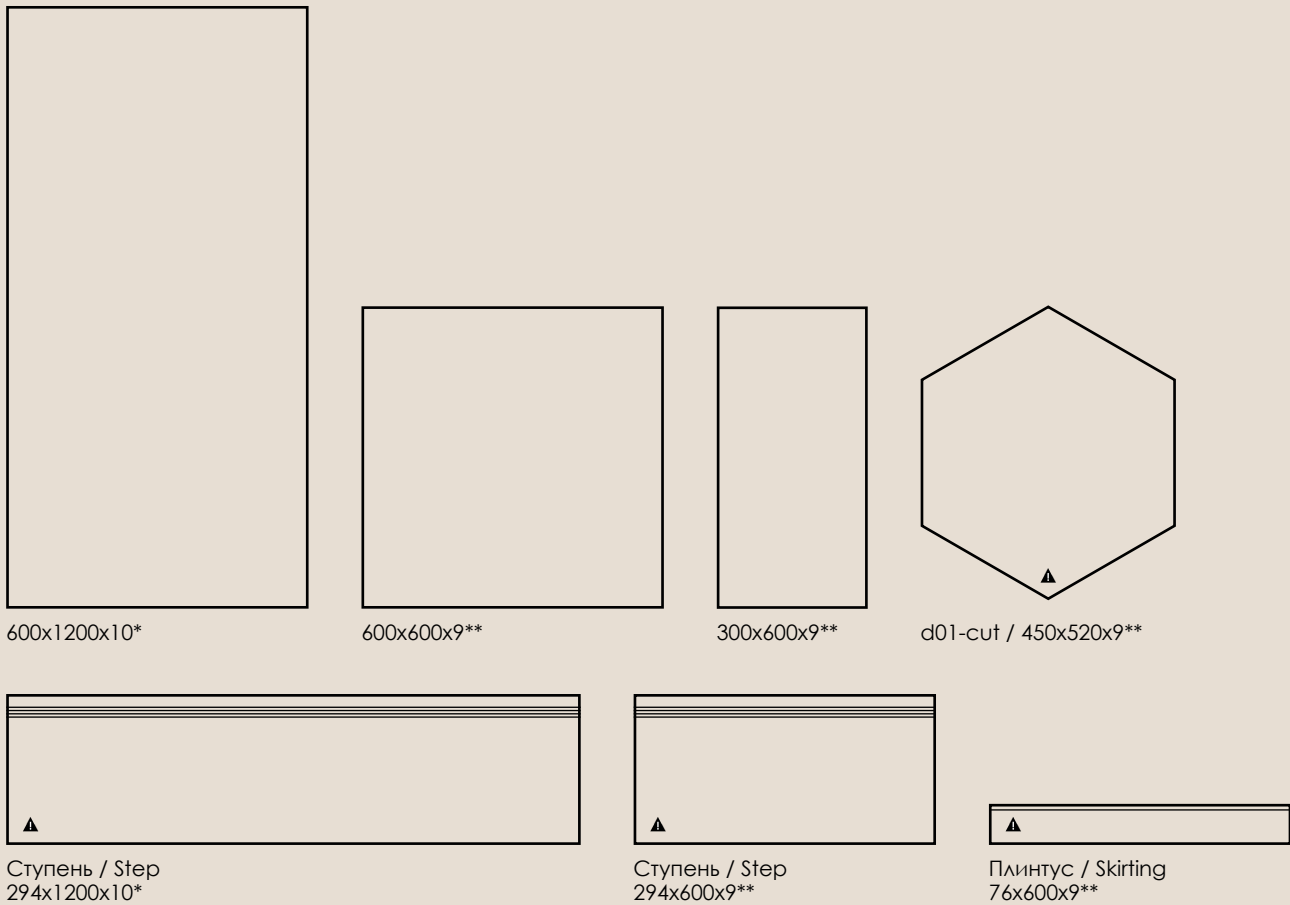 600x1200x10*
600x600x9**
300x600x9**
d01-cut / 450x520x9**
Ступень / Step
294x1200x10*
Ступень / Step
294x600x9**
Плинтус / Skirting
76x600x9**